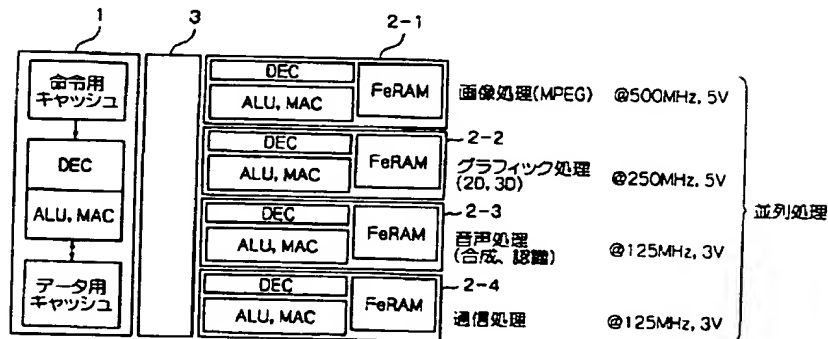 1
3
2-1
命令用
キャッシュ
DEC
ALU, MAC
データ用
キャッシュ
DEC
ALU, MAC
FeRAM
画像処理(MPEG)
@500MHz, 5V
2-2
DEC
ALU, MAC
FeRAM
グラフィック処理
(2D, 3D)
@250MHz, 5V
2-3
DEC
ALU, MAC
FeRAM
音声処理
(合成、認識)
@125MHz, 3V
2-4
DEC
ALU, MAC
FeRAM
通信処理
@125MHz, 3V
並列処理